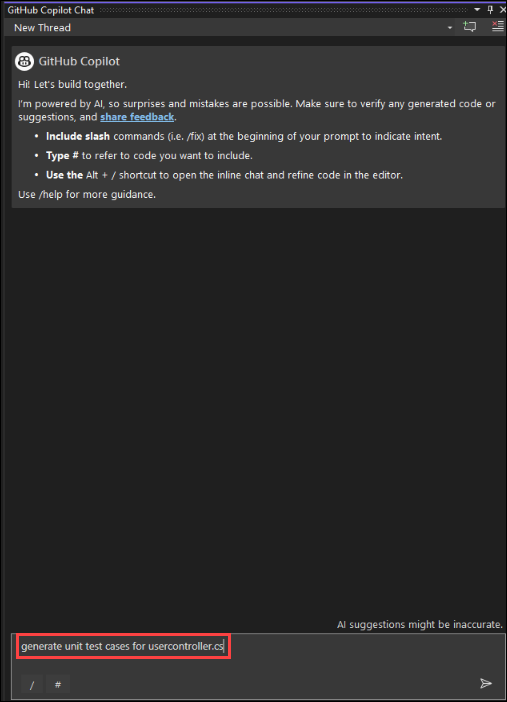 GitHub Copilot Chat
New Thread
GitHub Copilot
Hi! Let's build together.
I'm powered by AI, so surprises and mistakes are possible. Make sure to verify any generated code or
suggestions, and share feedback.
• Include slash commands (i.e. /fix) at the beginning of your prompt to indicate intent.
• Type # to refer to code you want to include.
• Use the Alt + / shortcut to open the inline chat and refine code in the editor.
Use /help for more guidance.
AI suggestions might be inaccurate.
generate unit test cases for usercontroller.cs
/ #